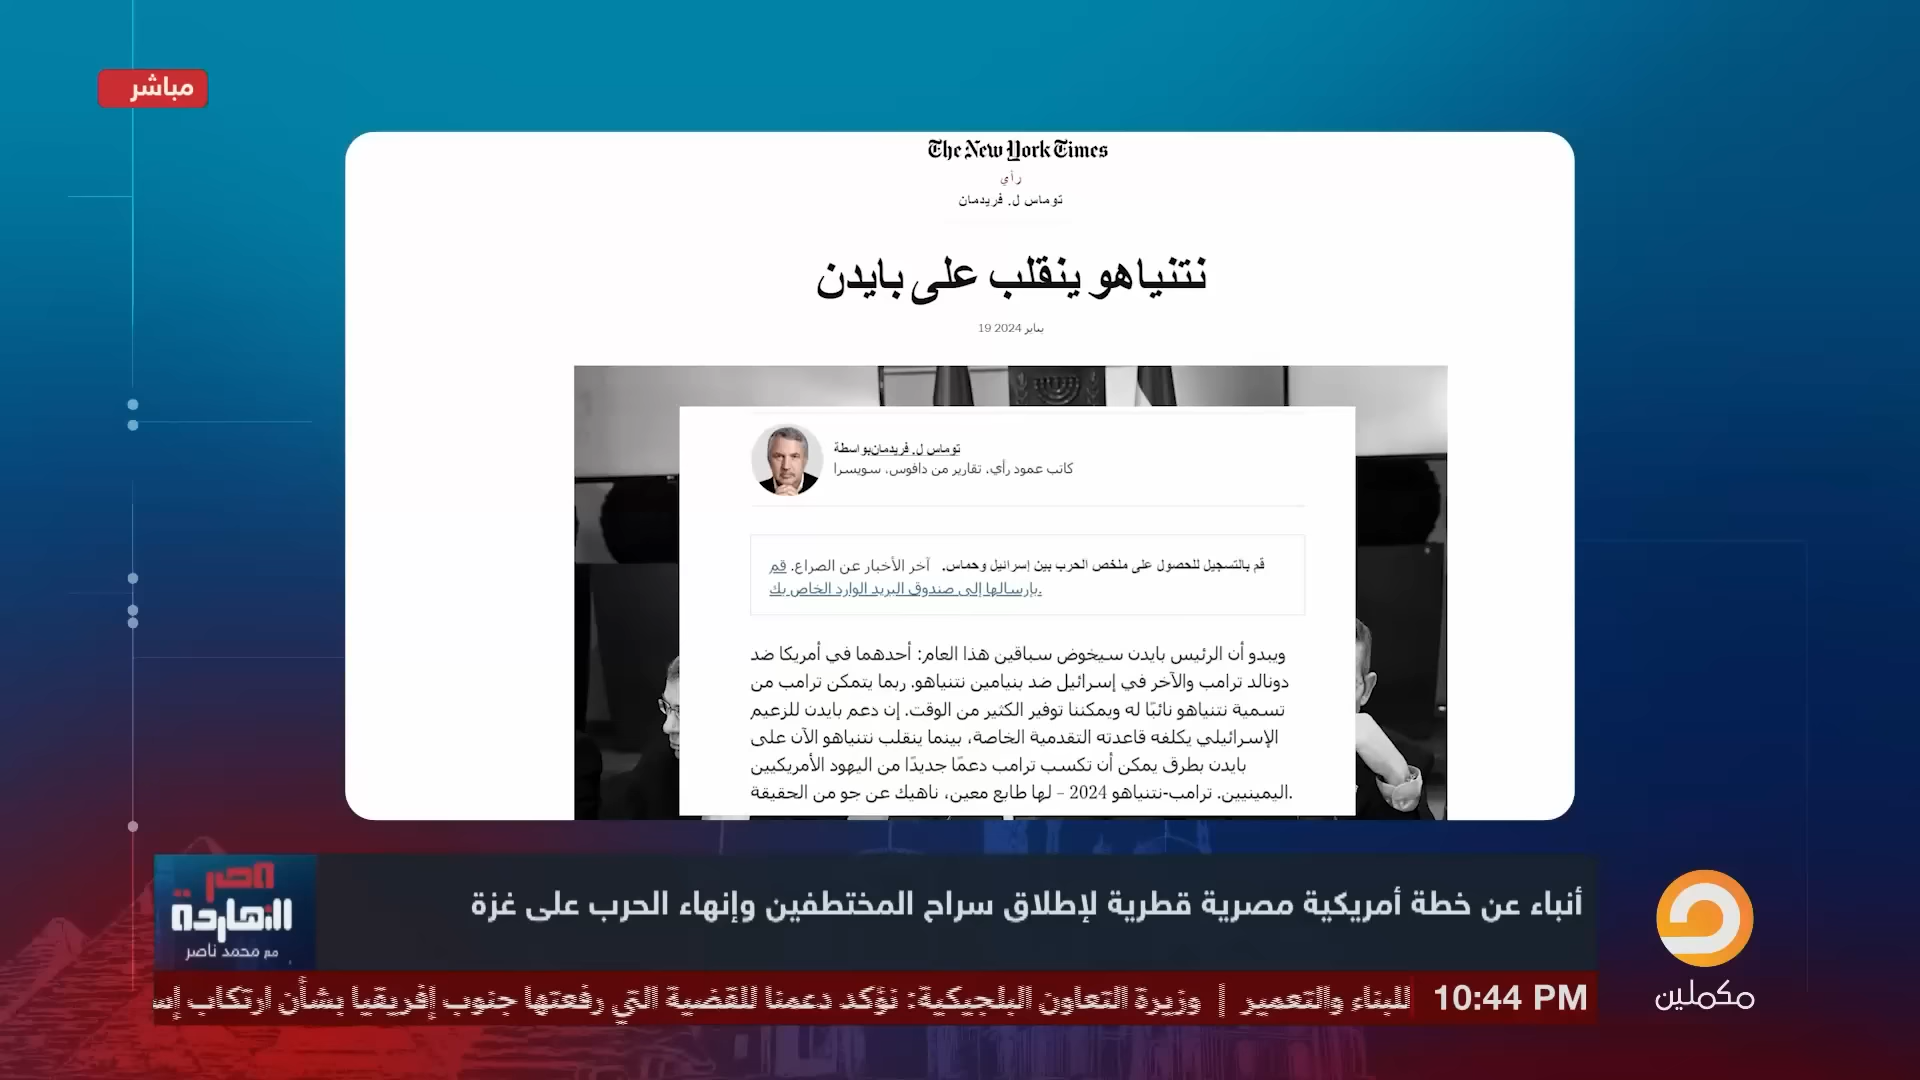 مباشر
The New York Times
رأي
توماس ل. فريدمان
نتنياهو ينقلب على بايدن
19 يناير 2024
توماس ل. فريدمانبواسطة
كاتب عمود رأي، تقارير من دافوس، سويسرا
قم بالتسجيل للحصول على ملخص الحرب بين إسرائيل وحماس. آخر الأخبار عن الصراع. قم
بإرسالها إلى صندوق البريد الوارد الخاص بك.
ويبدو أن الرئيس بايدن سيخوض سباقين هذا العام: أحدهما في أمريكا ضد
دونالد ترامب والآخر في إسرائيل ضد بنيامين نتنياهو. ربما يتمكن ترامب من
تسمية نتنياهو نائبًا له ويمكننا توفير الكثير من الوقت. إن دعم بايدن للزعيم
الإسرائيلي يكلفه قاعدته التقدمية الخاصة، بينما ينقلب نتنياهو الآن على
بايدن بطرق يمكن أن تكسب ترامب دعمًا جديدًا من اليهود الأمريكيين
اليمينيين. ترامب-نتنياهو 2024 – لها طابع معين، ناهيك عن جو من الحقيقة.
أنباء عن خطة أمريكية مصرية قطرية لإطلاق سراح المختطفين وإنهاء الحرب على غزة
مصر
النهاردة
مع محمد ناصر
10:44 PM
للبناء والتعمير | وزيرة التعاون البلجيكية: نؤكد دعمنا للقضية التي رفعتها جنوب إفريقيا بشأن ارتكاب
مكملين